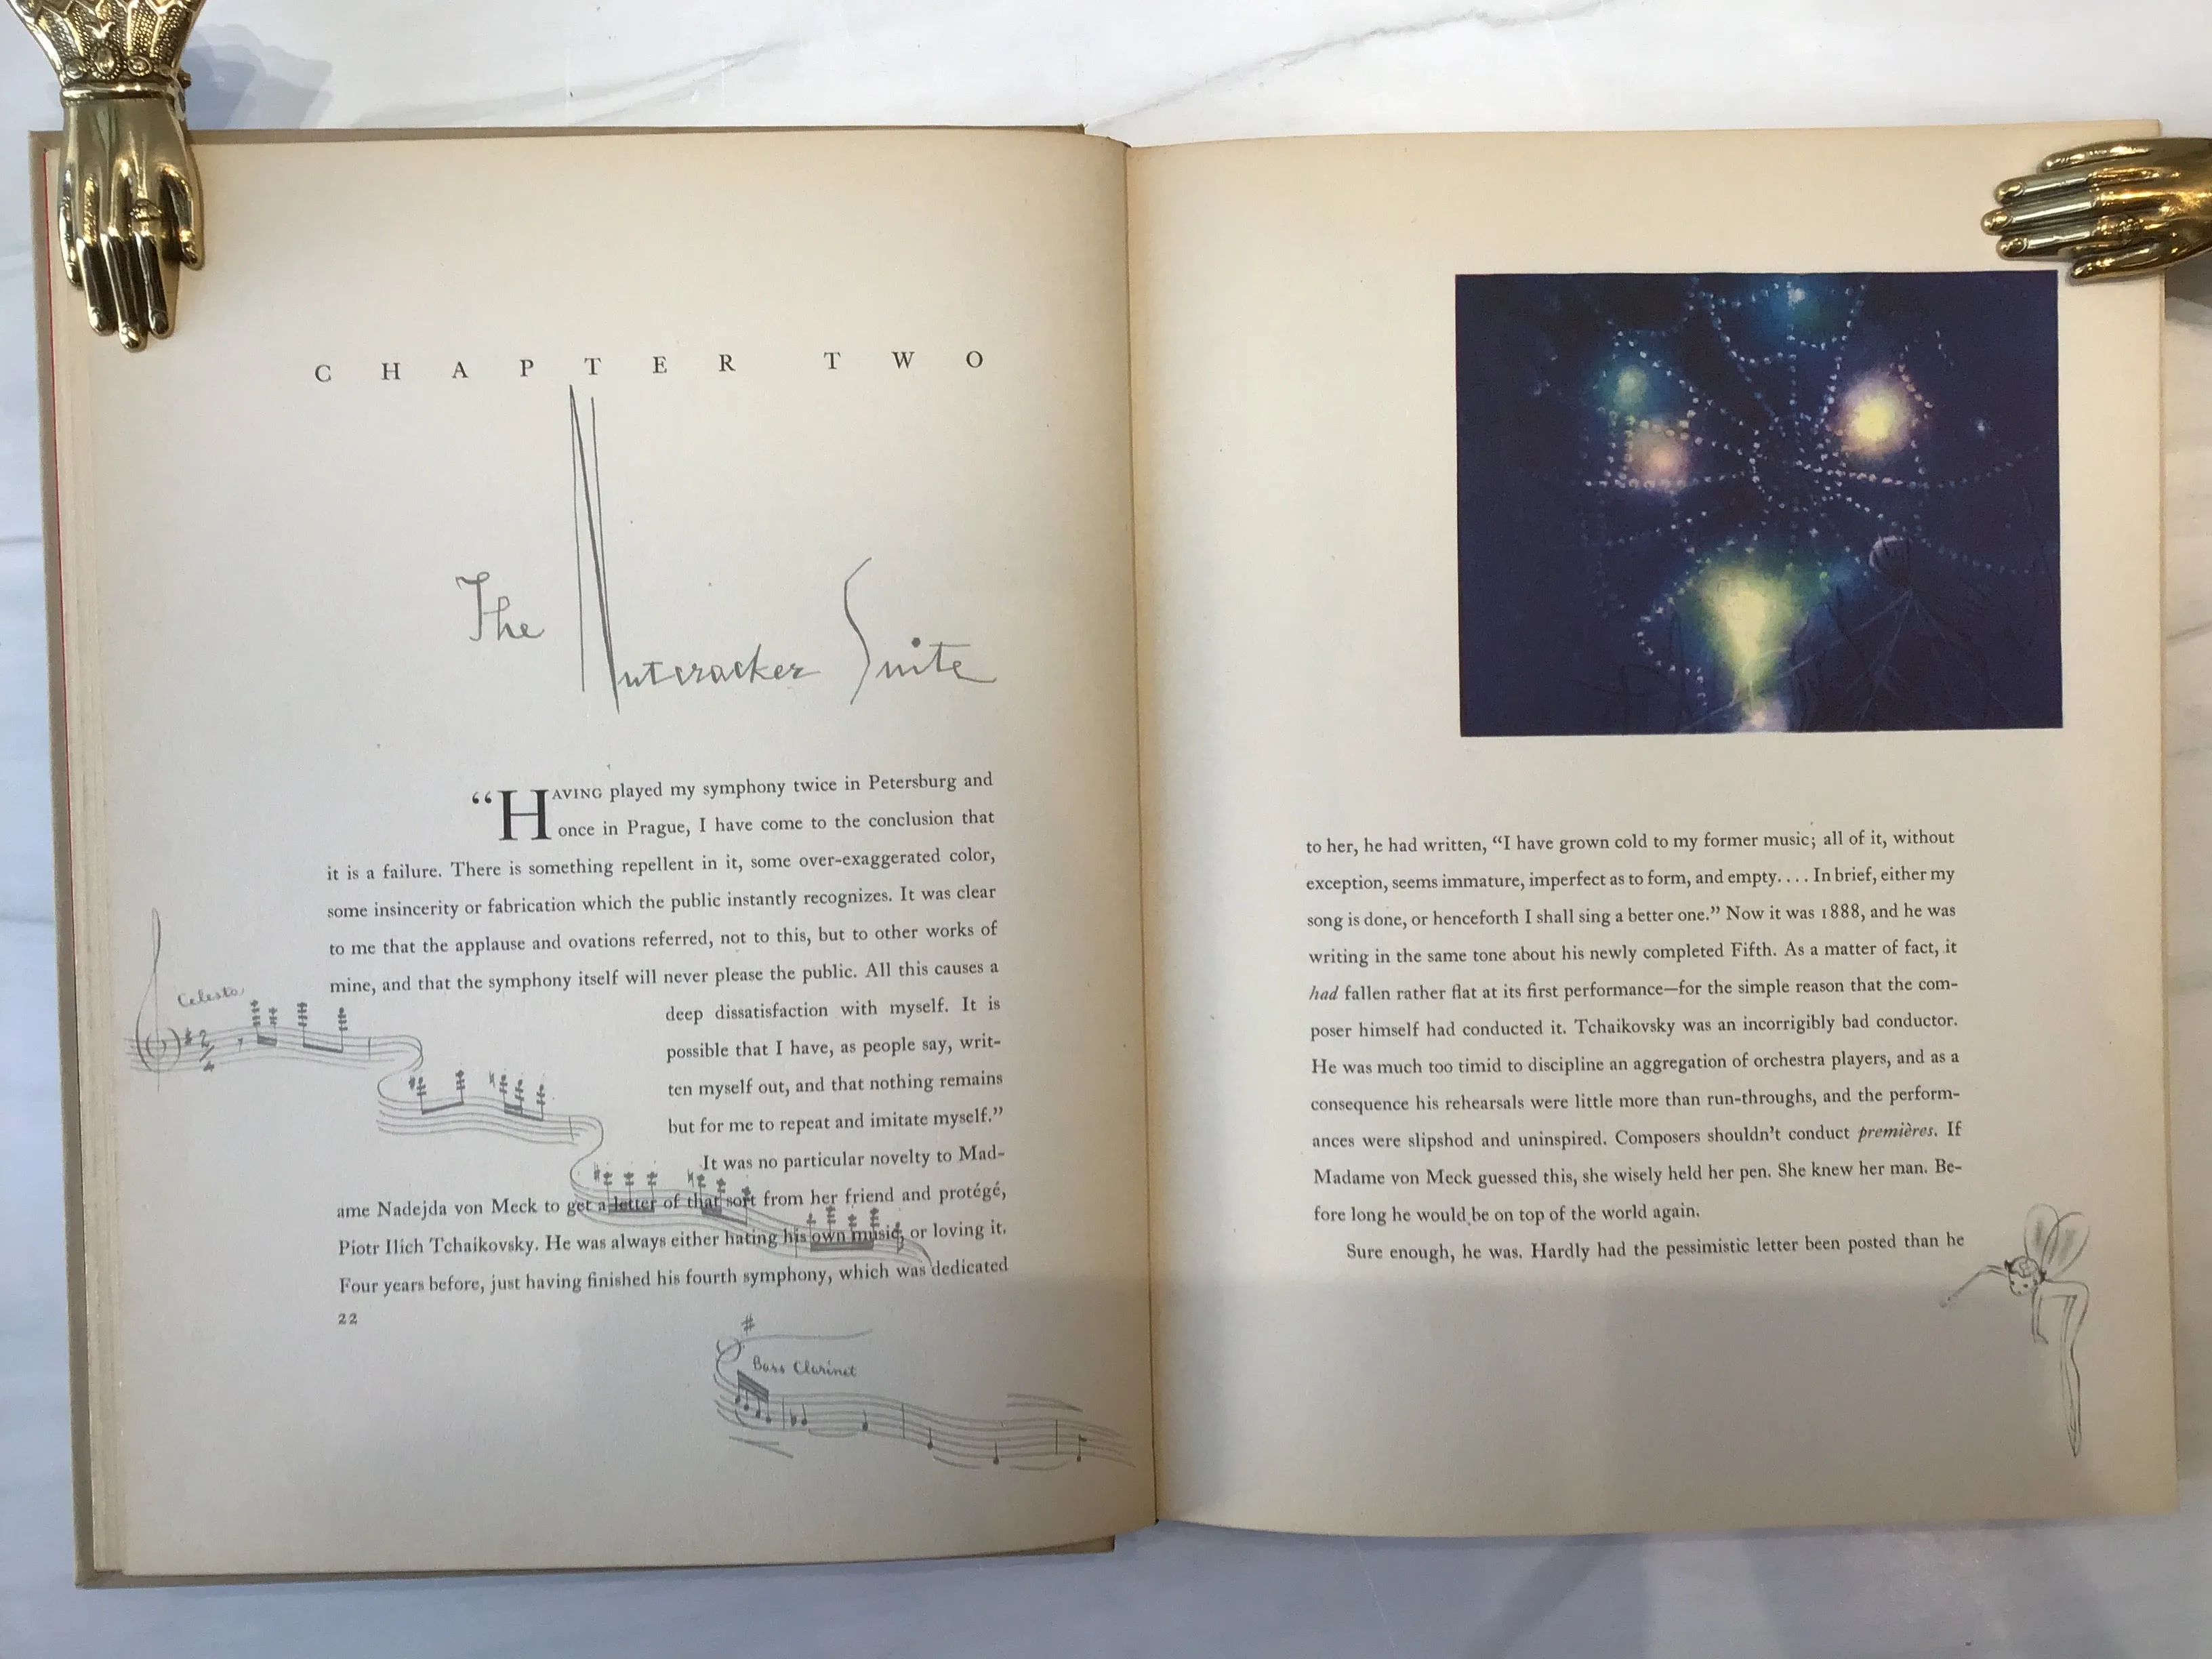 CHAPTER TWO
The Nutcracker Suite
“HAVING played my symphony twice in Petersburg and
once in Prague, I have come to the conclusion that
it is a failure. There is something repellent in it, some over-exaggerated color,
some insincerity or fabrication which the public instantly recognizes. It was clear
to me that the applause and ovations referred, not to this, but to other works of
mine, and that the symphony itself will never please the public. All this causes a
deep dissatisfaction with myself. It is
possible that I have, as people say, writ-
ten myself out, and that nothing remains
but for me to repeat and imitate myself.”
It was no particular novelty to Mad-
ame Nadejda von Meck to get a letter of that sort from her friend and protégé,
Piotr Ilich Tchaikovsky. He was always either hating his own music, or loving it.
Four years before, just having finished his fourth symphony, which was dedicated
22
Celesta
2
4
Bass Clarinet
to her, he had written, “I have grown cold to my former music; all of it, without
exception, seems immature, imperfect as to form, and empty. . . . In brief, either my
song is done, or henceforth I shall sing a better one.” Now it was 1888, and he was
writing in the same tone about his newly completed Fifth. As a matter of fact, it
had fallen rather flat at its first performance—for the simple reason that the com-
poser himself had conducted it. Tchaikovsky was an incorrigibly bad conductor.
He was much too timid to discipline an aggregation of orchestra players, and as a
consequence his rehearsals were little more than run-throughs, and the perform-
ances were slipshod and uninspired. Composers shouldn’t conduct premières. If
Madame von Meck guessed this, she wisely held her pen. She knew her man. Be-
fore long he would be on top of the world again.
Sure enough, he was. Hardly had the pessimistic letter been posted than he